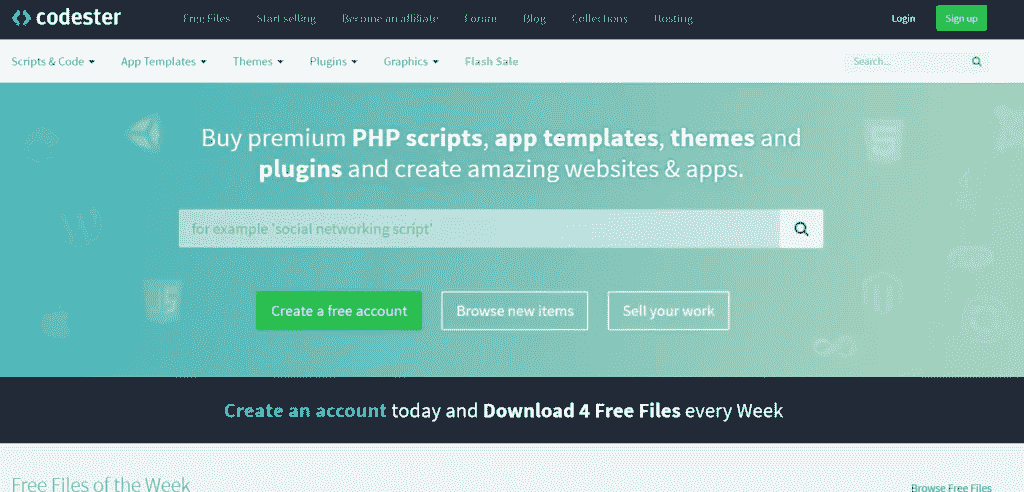 codester Free Files Start selling Become an affiliate Forum Blog Collections Hosting Login Sign up
Scripts & Code App Templates Themes Plugins Graphics Flash Sale Search...
Buy premium PHP scripts, app templates, themes and
plugins and create amazing websites & apps.
for example 'social networking script'
Create a free account Browse new items Sell your work
Create an account today and Download 4 Free Files every Week
Free Files of the Week Browse Free Files